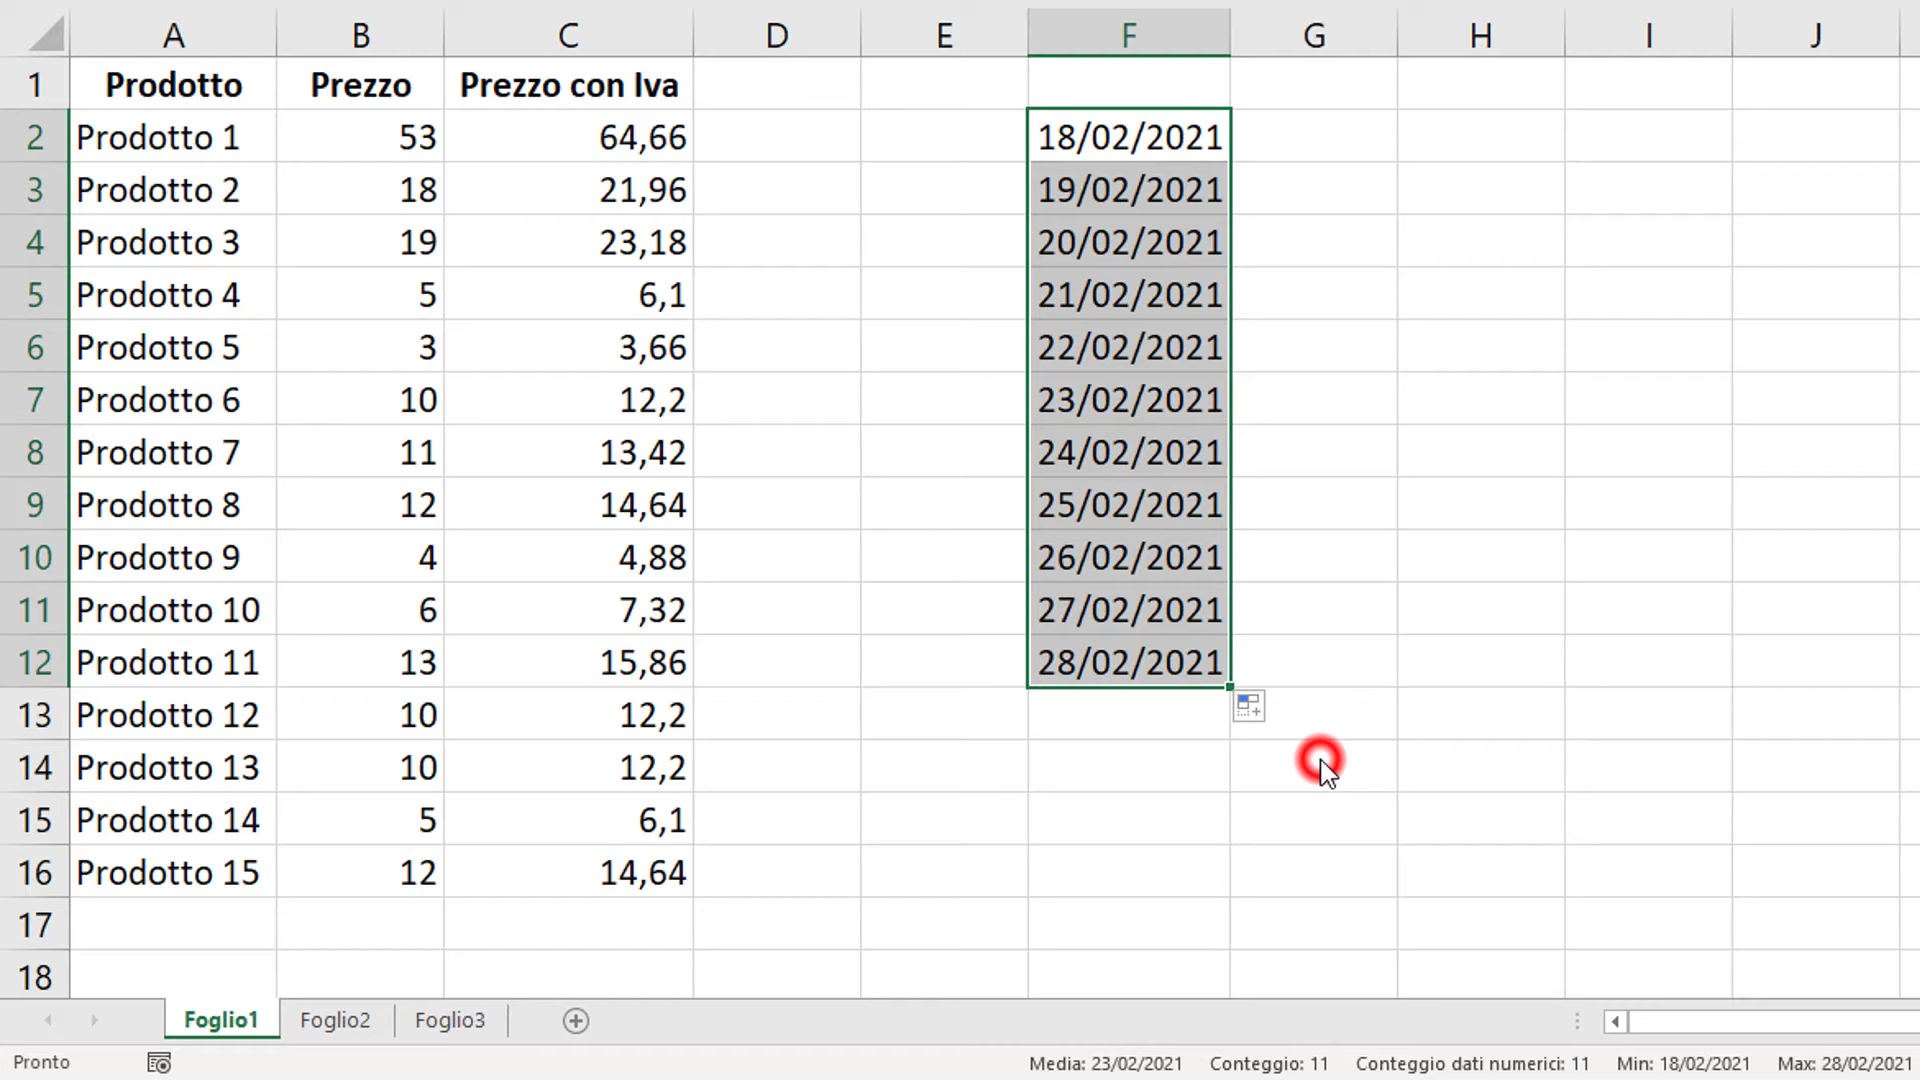 A B C D E F G H I J
1 Prodotto Prezzo Prezzo con Iva
2 Prodotto 1 53 64,66 18/02/2021
3 Prodotto 2 18 21,96 19/02/2021
4 Prodotto 3 19 23,18 20/02/2021
5 Prodotto 4 5 6,1 21/02/2021
6 Prodotto 5 3 3,66 22/02/2021
7 Prodotto 6 10 12,2 23/02/2021
8 Prodotto 7 11 13,42 24/02/2021
9 Prodotto 8 12 14,64 25/02/2021
10 Prodotto 9 4 4,88 26/02/2021
11 Prodotto 10 6 7,32 27/02/2021
12 Prodotto 11 13 15,86 28/02/2021
13 Prodotto 12 10 12,2
14 Prodotto 13 10 12,2
15 Prodotto 14 5 6,1
16 Prodotto 15 12 14,64
17
18
Foglio1 Foglio2 Foglio3
Pronto Media: 23/02/2021 Conteggio: 11 Conteggio dati numerici: 11 Min: 18/02/2021 Max: 28/02/2021